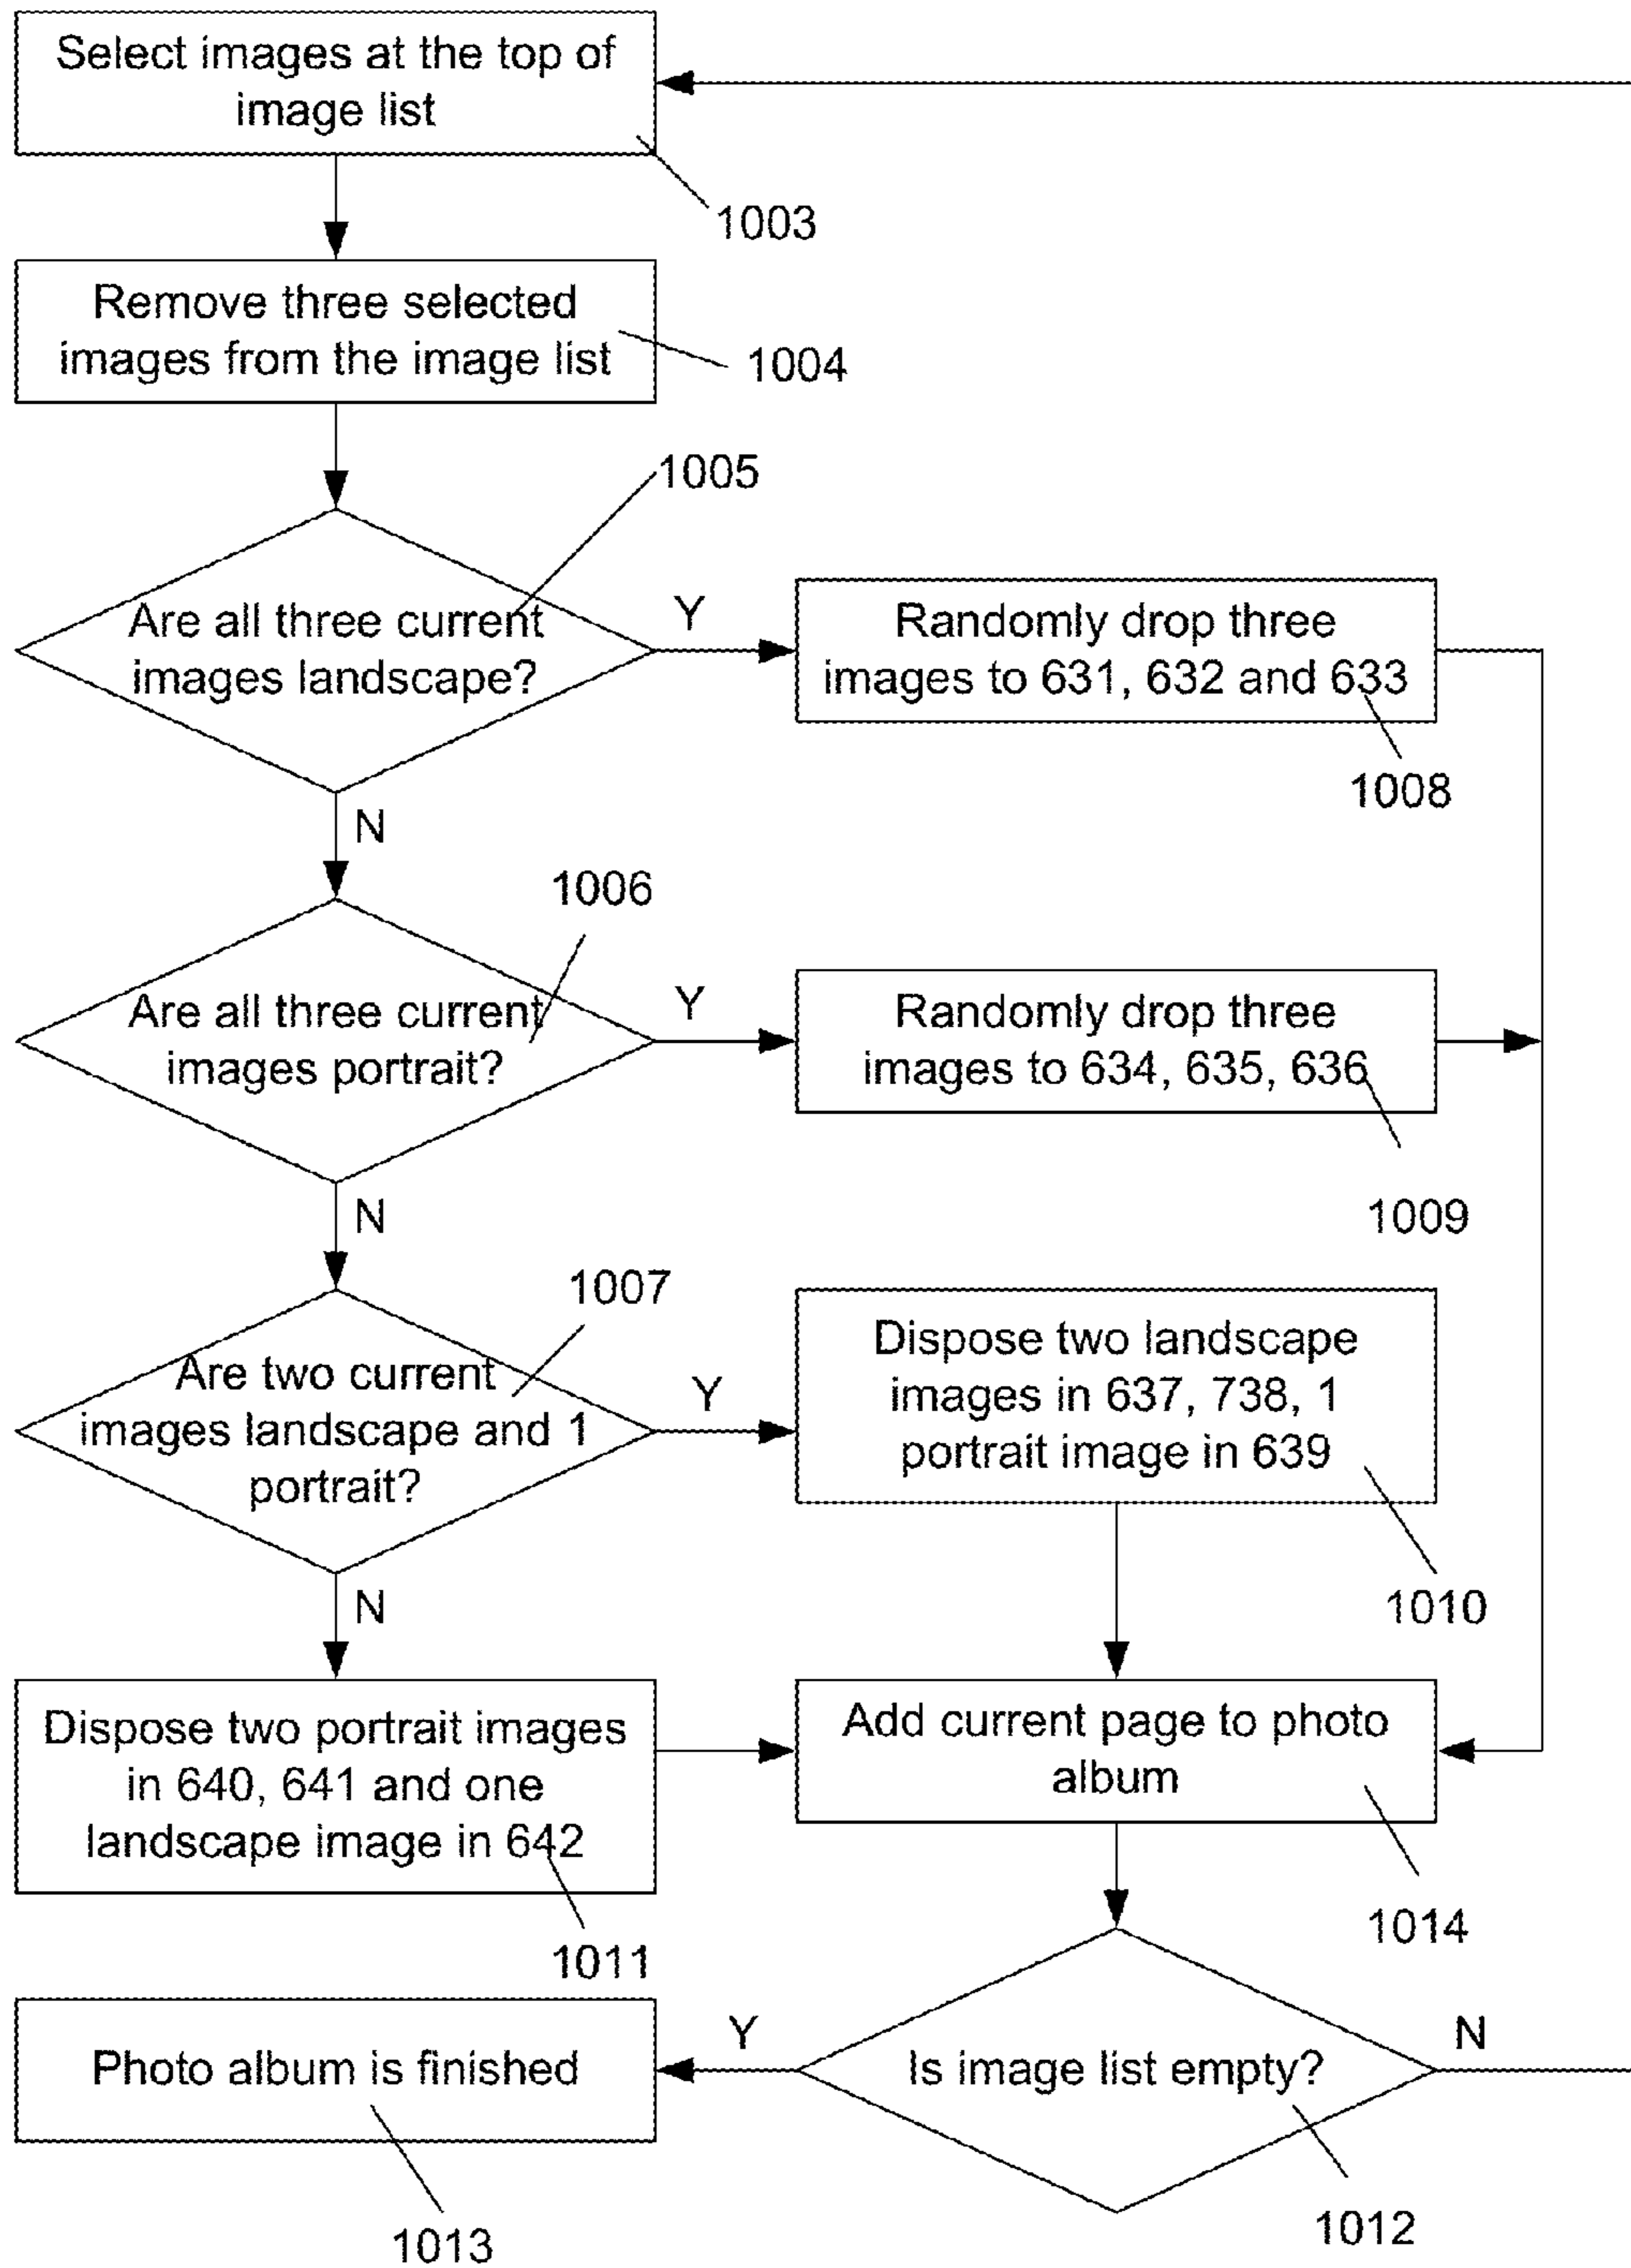 Select images at the top of
image list
1003
Remove three selected
images from the image list
1004
1005
Are all three current
images landscape?
Y
Randomly drop three
images to 631, 632 and 633
1008
N
1006
Are all three current
images portrait?
Y
Randomly drop three
images to 634, 635, 636
1009
N
1007
Are two current
images landscape and 1
portrait?
Y
Dispose two landscape
images in 637, 738, 1
portrait image in 639
1010
N
Dispose two portrait images
in 640, 641 and one
landscape image in 642
1011
Add current page to photo
album
1014
Photo album is finished
1013
Y
Is image list empty?
N
1012